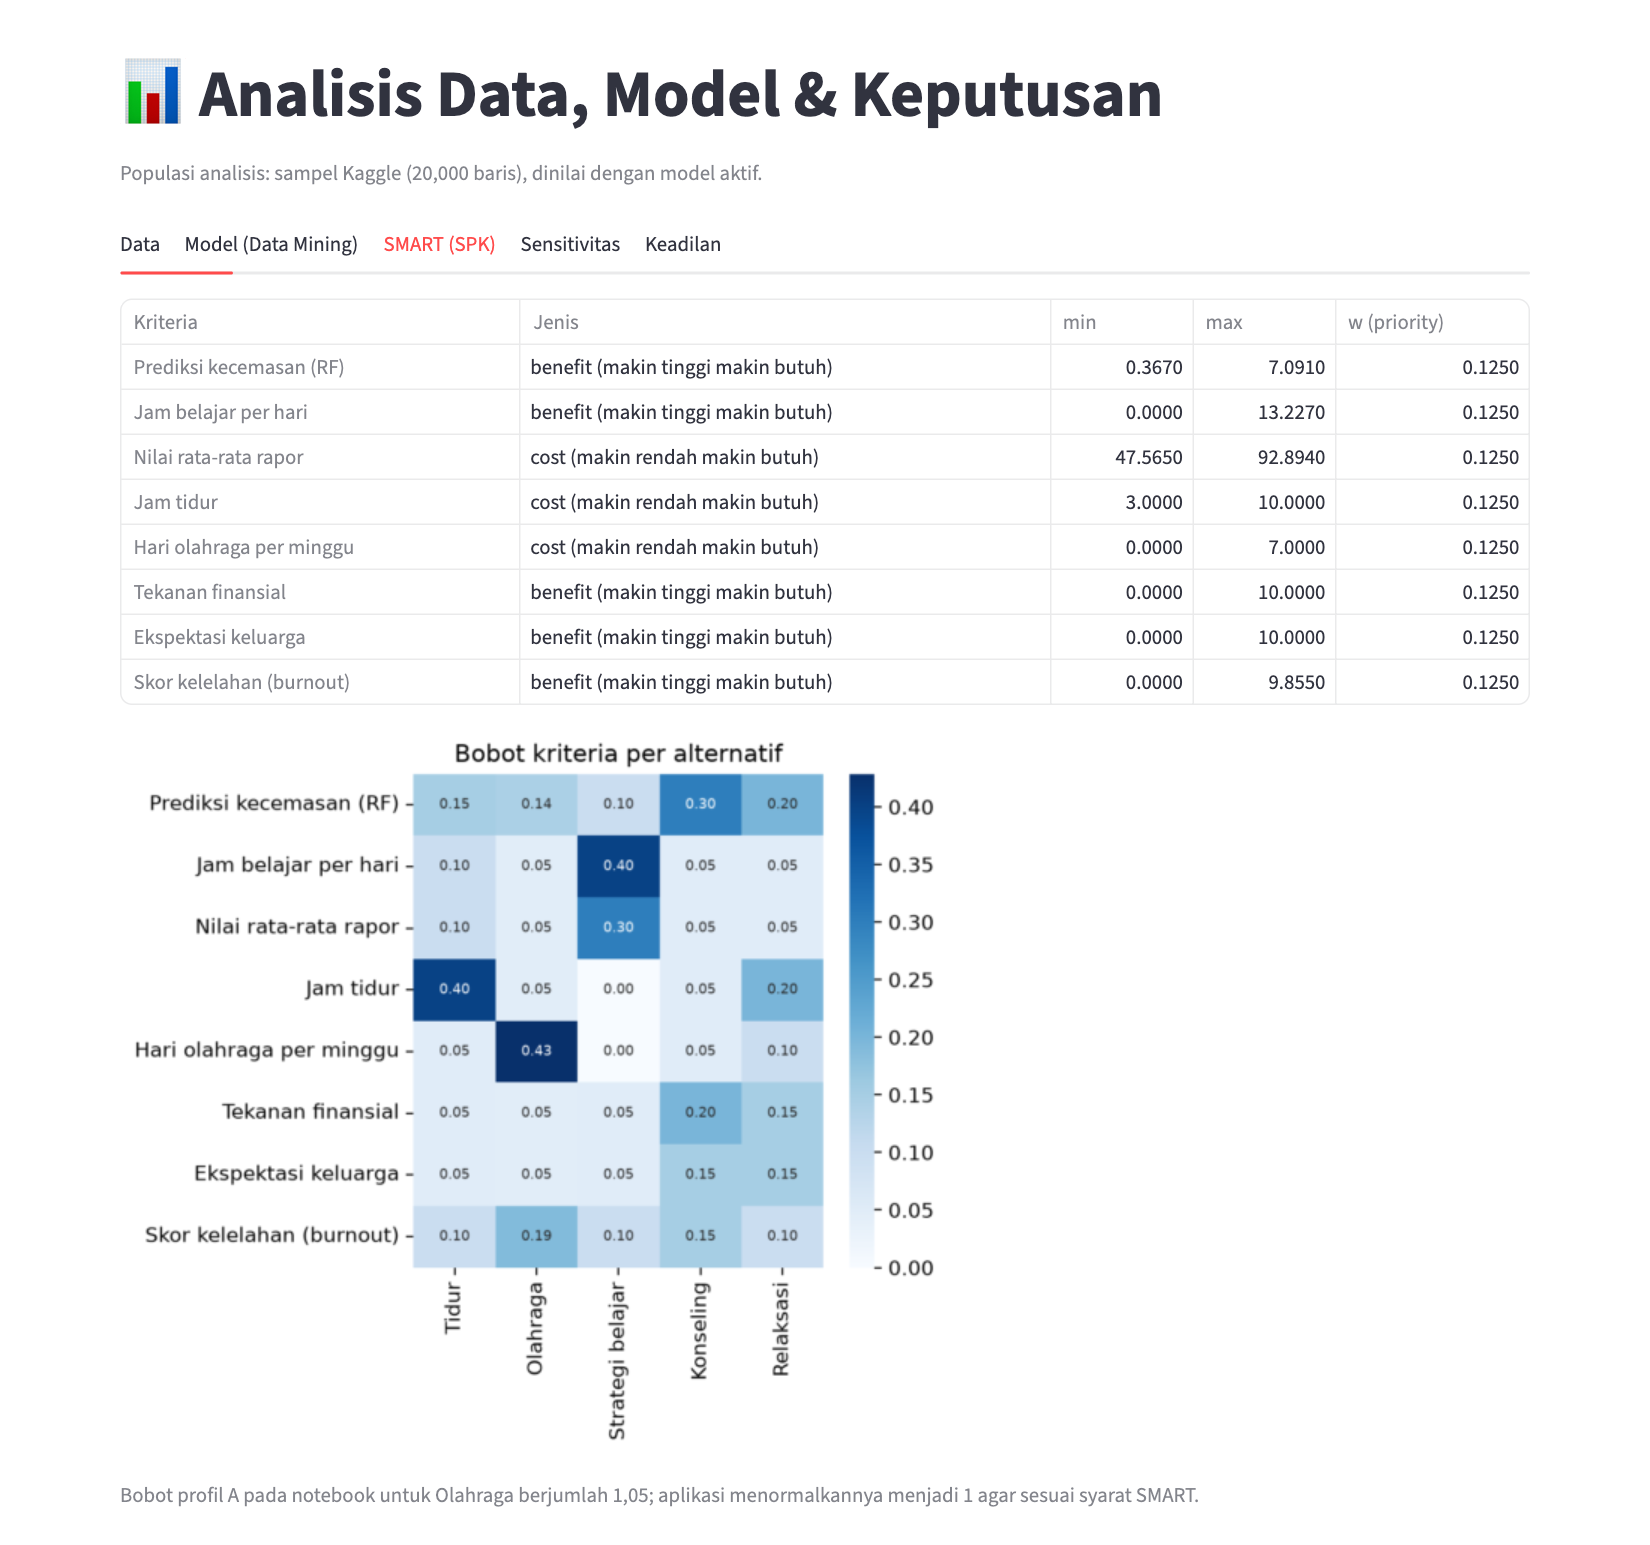 Analisis Data, Model & Keputusan
Populasi analisis: sampel Kaggle (20,000 baris), dinilai dengan model aktif.
Data Model (Data Mining) SMART (SPK) Sensitivitas Keadilan
Kriteria Jenis min max w (priority)
Prediksi kecemasan (RF) benefit (makin tinggi makin butuh) 0.3670 7.0910 0.1250
Jam belajar per hari benefit (makin tinggi makin butuh) 0.0000 13.2270 0.1250
Nilai rata-rata rapor cost (makin rendah makin butuh) 47.5650 92.8940 0.1250
Jam tidur cost (makin rendah makin butuh) 3.0000 10.0000 0.1250
Hari olahraga per minggu cost (makin rendah makin butuh) 0.0000 7.0000 0.1250
Tekanan finansial benefit (makin tinggi makin butuh) 0.0000 10.0000 0.1250
Ekspektasi keluarga benefit (makin tinggi makin butuh) 0.0000 10.0000 0.1250
Skor kelelahan (burnout) benefit (makin tinggi makin butuh) 0.0000 9.8550 0.1250
Bobot kriteria per alternatif
Prediksi kecemasan (RF) 0.15 0.14 0.10 0.30 0.20
Jam belajar per hari 0.10 0.05 0.40 0.05 0.05
Nilai rata-rata rapor 0.10 0.05 0.30 0.05 0.05
Jam tidur 0.40 0.05 0.00 0.05 0.20
Hari olahraga per minggu 0.05 0.43 0.00 0.05 0.10
Tekanan finansial 0.05 0.05 0.05 0.20 0.15
Ekspektasi keluarga 0.05 0.05 0.05 0.15 0.15
Skor kelelahan (burnout) 0.10 0.19 0.10 0.15 0.10
Tidur Olahraga Strategi belajar Konseling Relaksasi
0.40
0.35
0.30
0.25
0.20
0.15
0.10
0.05
0.00
Bobot profil A pada notebook untuk Olahraga berjumlah 1,05; aplikasi menormalkannya menjadi 1 agar sesuai syarat SMART.